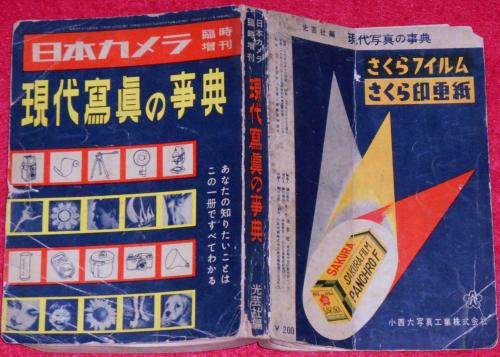 日本カメラ
臨時
増刊
現代寫眞の事典
あなたの知りたいことは
この一册ですべてわかる
日本カメラ
臨時増刊
現代寫眞の事典
光芸社編
光芸社編
現代写真の事典
さくらフイルム
さくら印画紙
SAKURA
SAKURA FILM
PANCHRO F
小西六写真工業株式会社
¥200